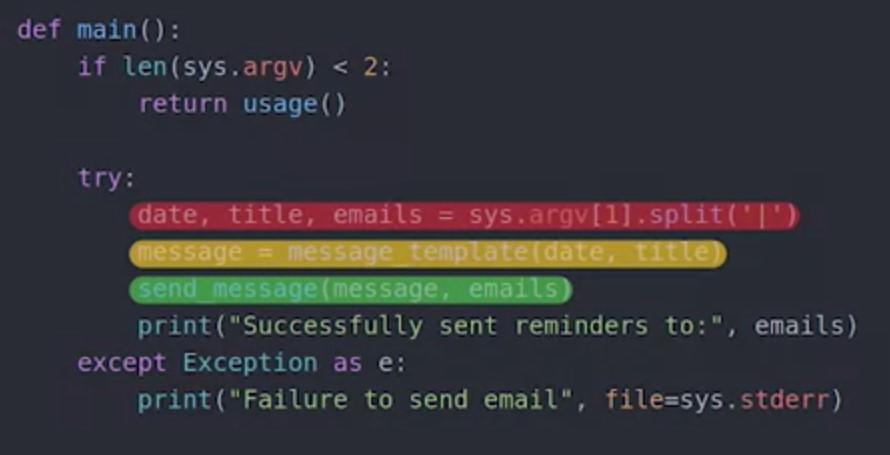 def main():
    if len(sys.argv) < 2:
        return usage()
    try:
        date, title, emails = sys.argv[1].split('|')
        message = message_template(date, title)
        send_message(message, emails)
        print("Successfully sent reminders to:", emails)
    except Exception as e:
        print("Failure to send email", file=sys.stderr)